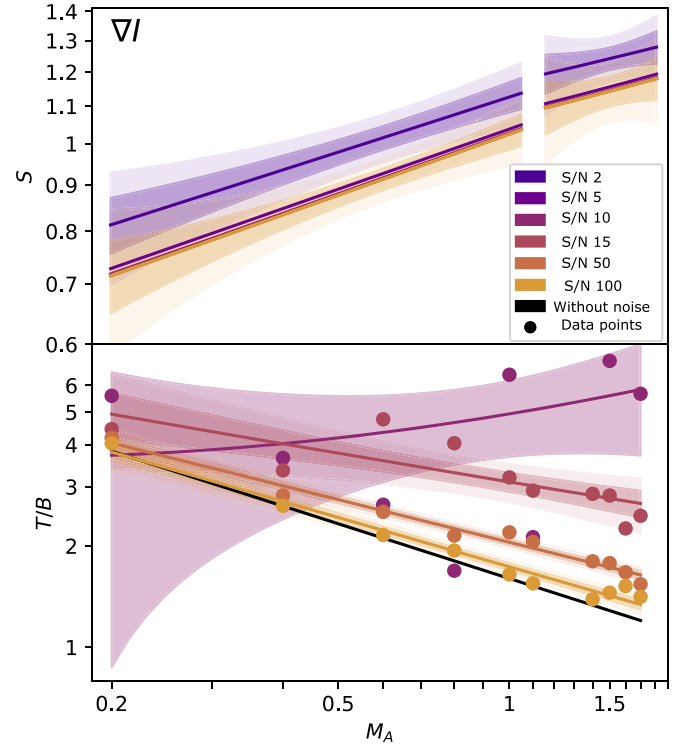 ∇I
1.4
1.3
1.2
1.1
1
0.9
0.8
0.7
0.6
S
S/N 2
S/N 5
S/N 10
S/N 15
S/N 50
S/N 100
Without noise
Data points
6
5
4
3
2
1
T/B
0.2
0.5
1
1.5
M_A